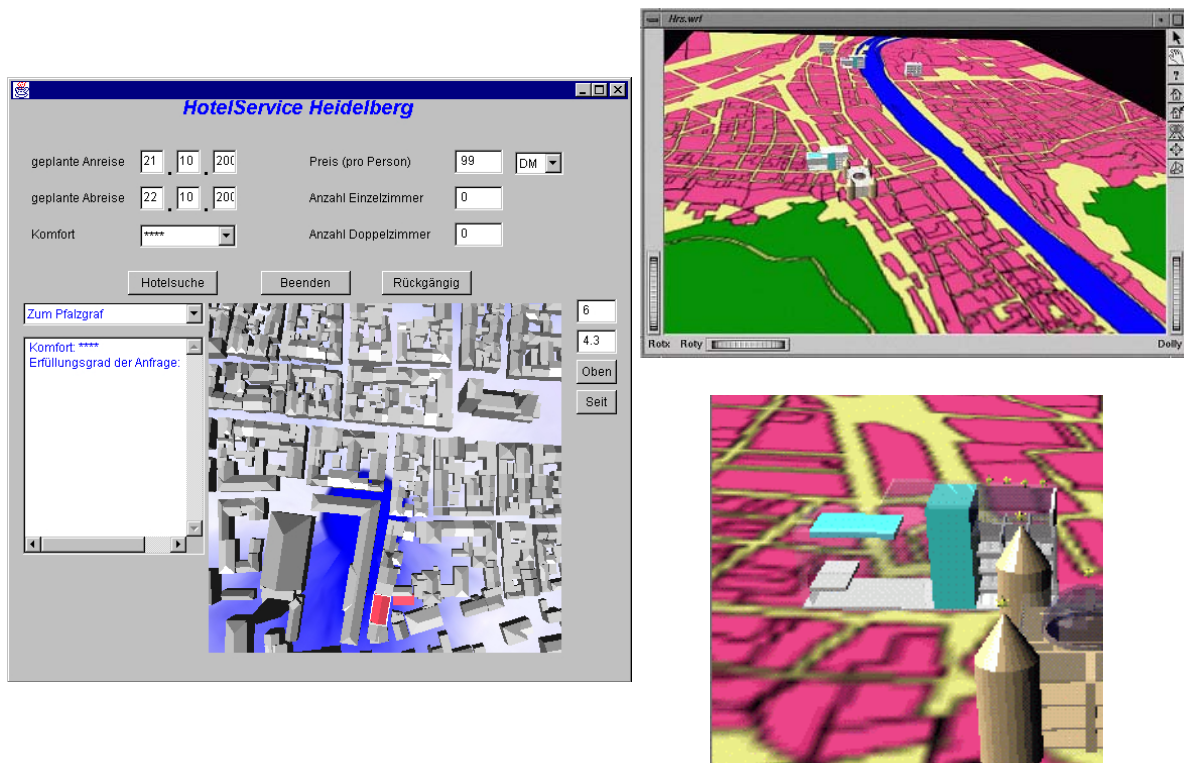 HotelService Heidelberg
geplante Anreise 21 . 10 . 200 Preis (pro Person) 99 DM
geplante Abreise 22 . 10 . 200 Anzahl Einzelzimmer 0
Komfort **** Anzahl Doppelzimmer 0
Hotelsuche Beenden Rückgängig
Zum Pfalzgraf 6
Komfort: **** 4.3
Erfüllungsgrad der Anfrage:
Oben
Seit
Hrs.wrl
?
Rotx Roty Dolly